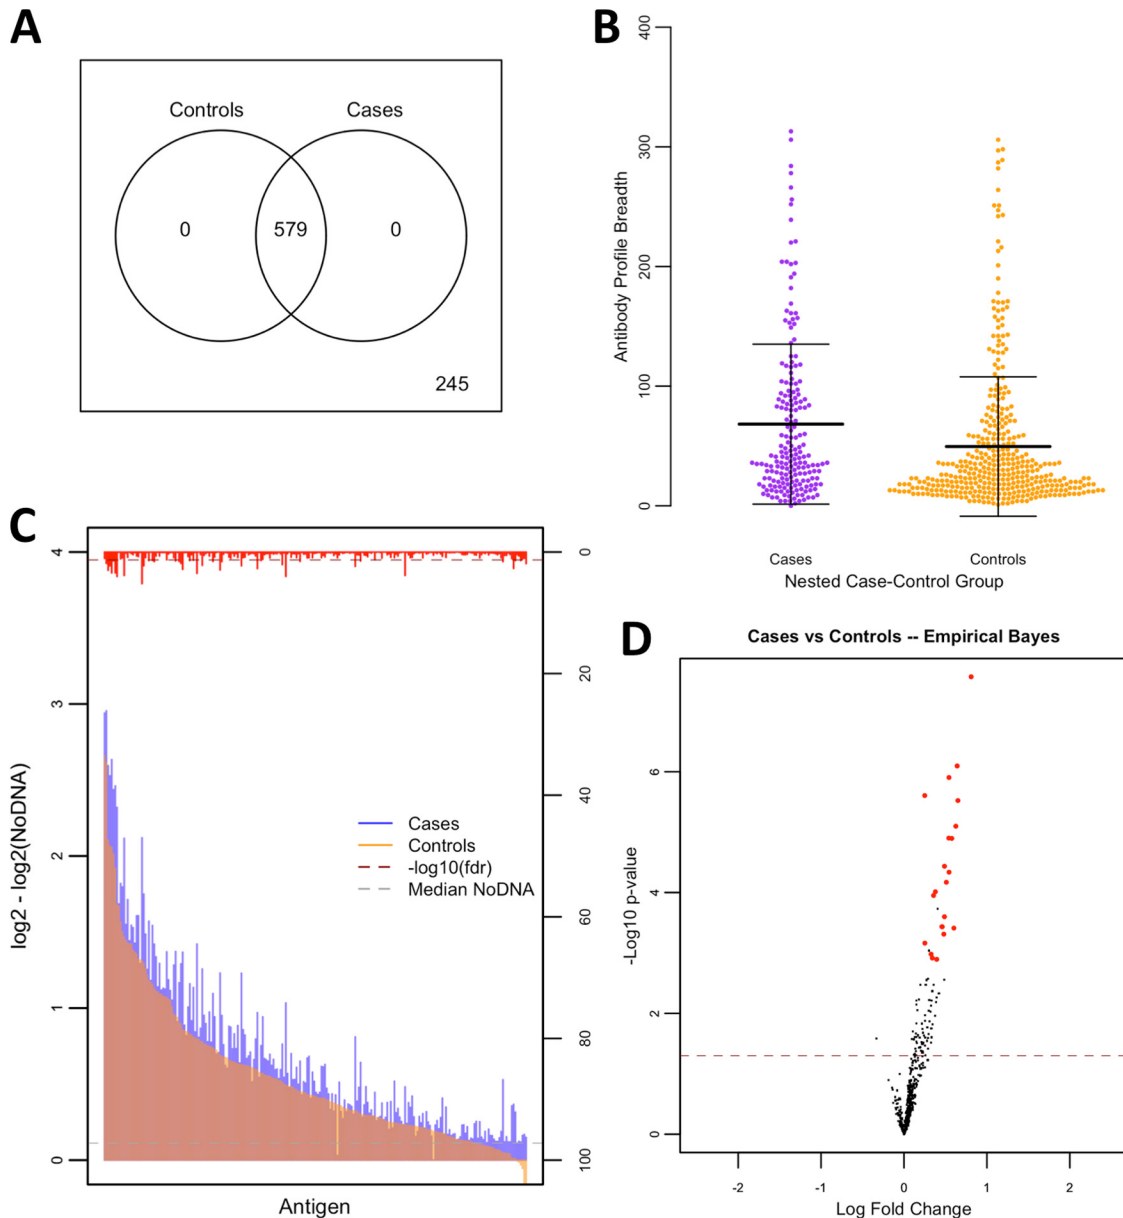 A
Controls
Cases
0
579
0
245
B
Antibody Profile Breadth
400
300
200
100
0
Cases
Controls
Nested Case-Control Group
C
log2 - log2(NoDNA)
4
3
2
1
0
0
20
40
60
80
100
Cases
Controls
-log10(fdr)
Median NoDNA
Antigen
D
Cases vs Controls -- Empirical Bayes
-Log10 p-value
6
4
2
0
-2
-1
0
1
2
Log Fold Change